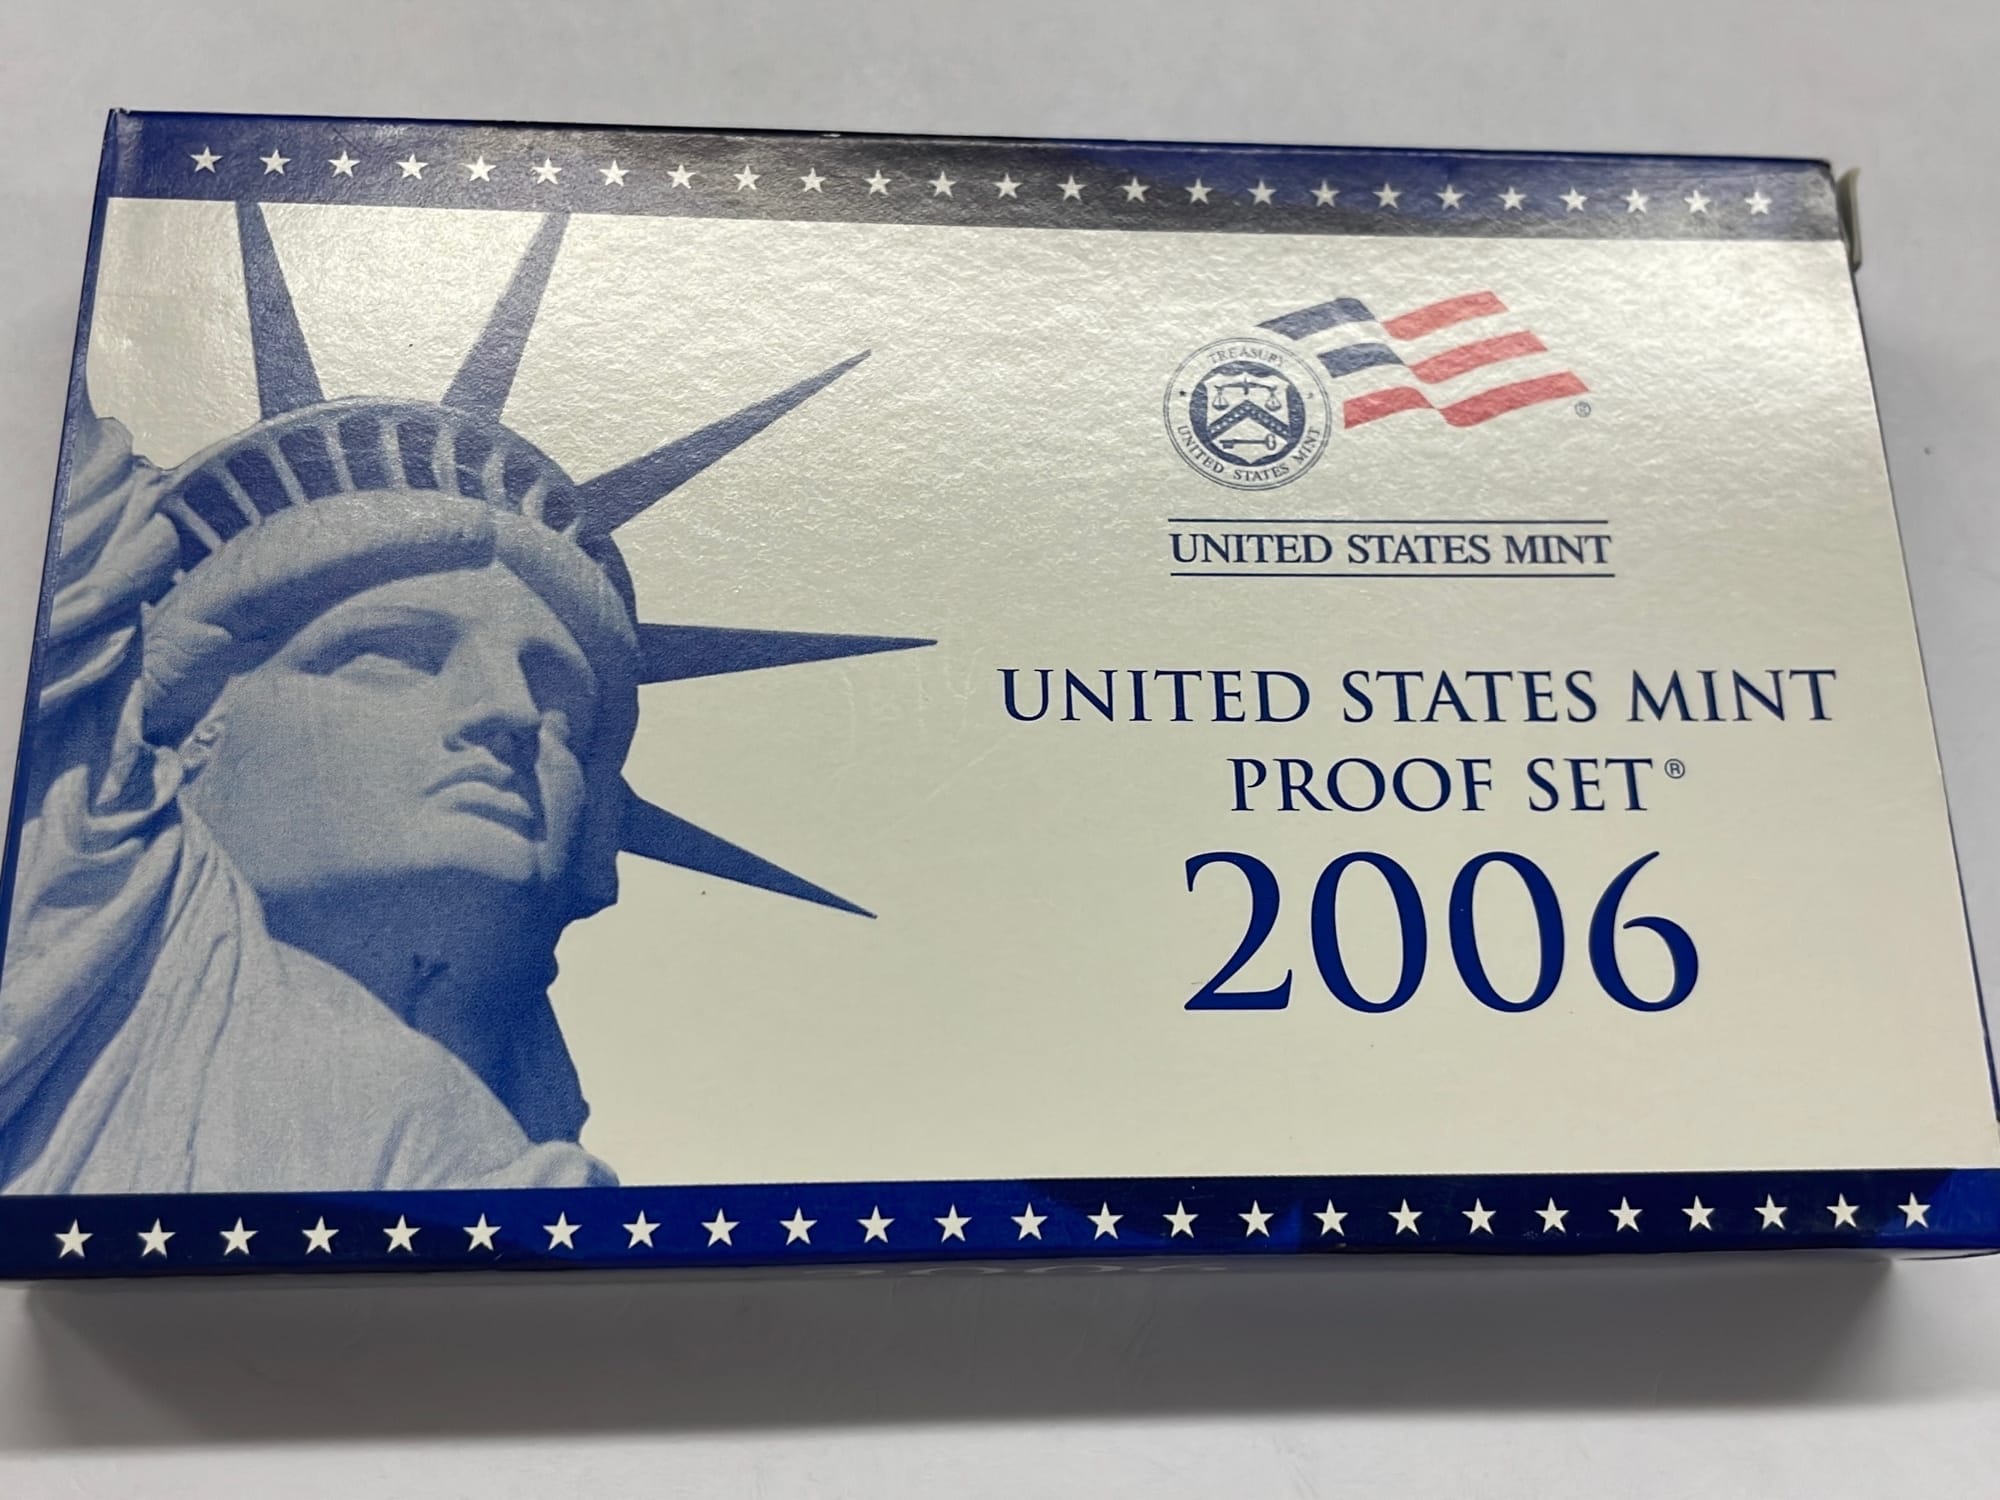 TREASURY
UNITED STATES MINT
®
UNITED STATES MINT
UNITED STATES MINT
PROOF SET®
2006